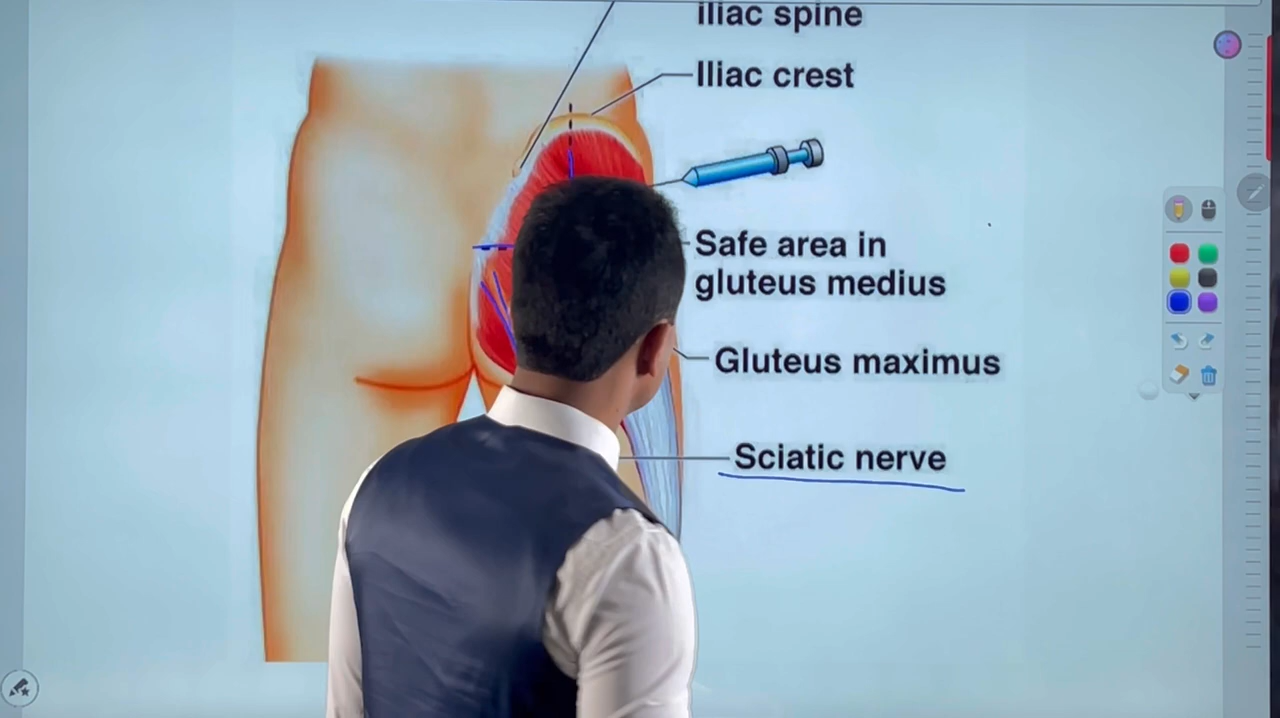 iliac spine
Iliac crest
Safe area in
gluteus medius
Gluteus maximus
Sciatic nerve